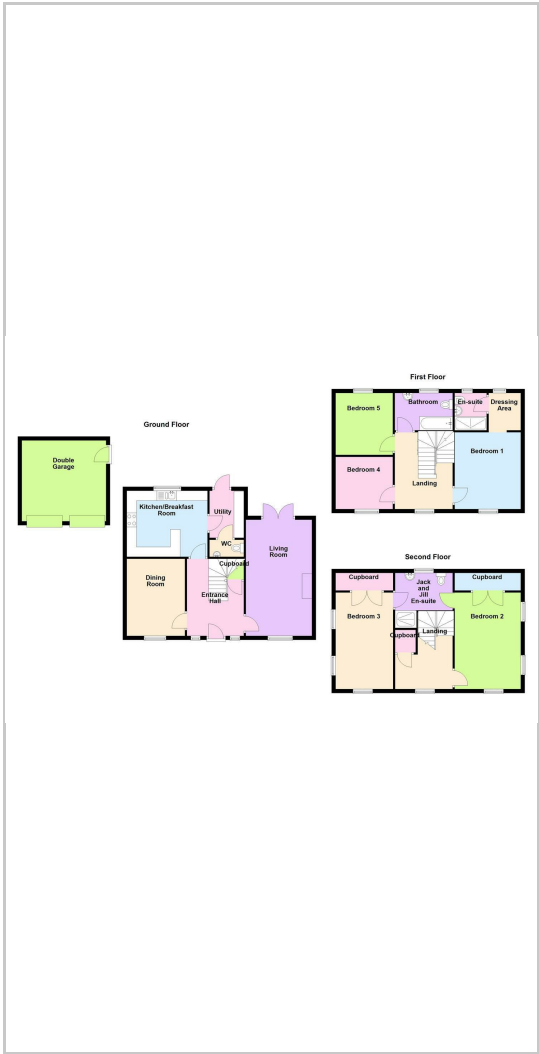 Ground Floor
Double
Garage
Kitchen/Breakfast
Room
Utility
WC
Cupboard
Living
Room
Dining
Room
Entrance
Hall
First Floor
Bedroom 5
Bathroom
En-suite
Dressing
Area
Bedroom 4
Landing
Bedroom 1
Second Floor
Cupboard
Jack
and
Jill
En-suite
Cupboard
Bedroom 3
Landing
Cupboard
Bedroom 2